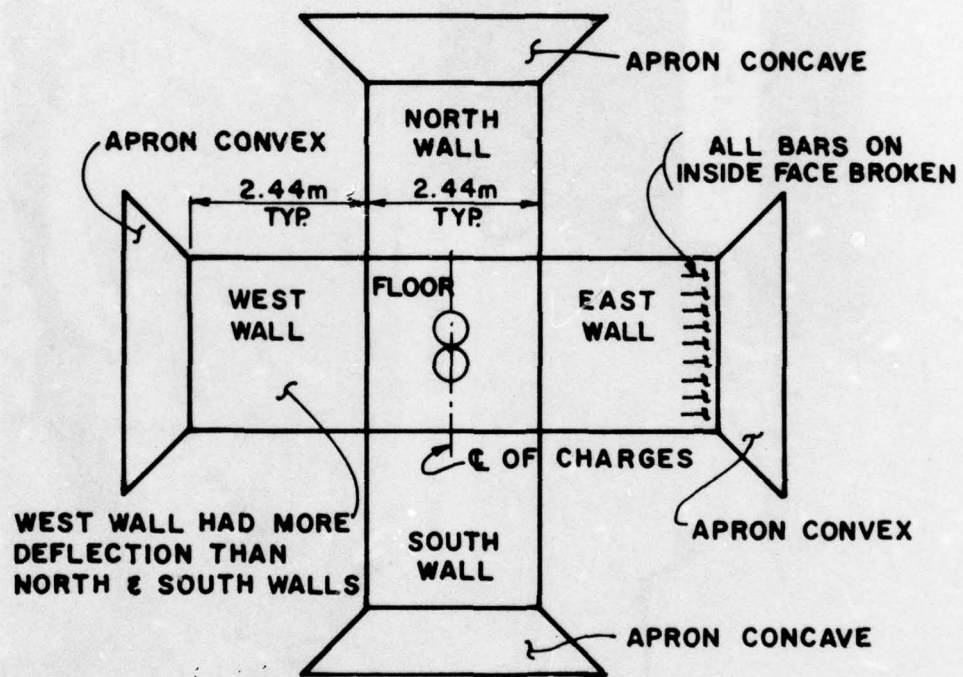 APRON CONCAVE
NORTH
WALL
APRON CONVEX
ALL BARS ON
INSIDE FACE BROKEN
2.44m
TYP.
2.44m
TYP.
FLOOR
WEST
WALL
EAST
WALL
℄ OF CHARGES
WEST WALL HAD MORE
DEFLECTION THAN
NORTH & SOUTH WALLS
SOUTH
WALL
APRON CONVEX
APRON CONCAVE